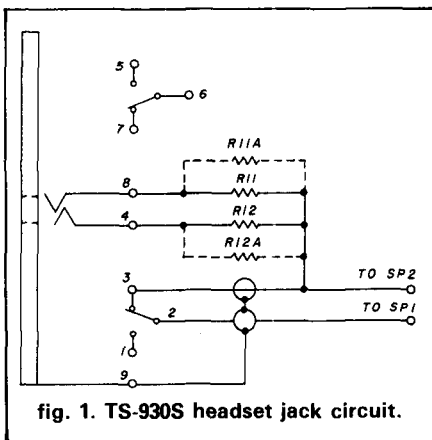 5
6
7
R11A
8
R11
4
R12
R12A
3
TO SP2
2
TO SP1
1
9
fig. 1. TS-930S headset jack circuit.